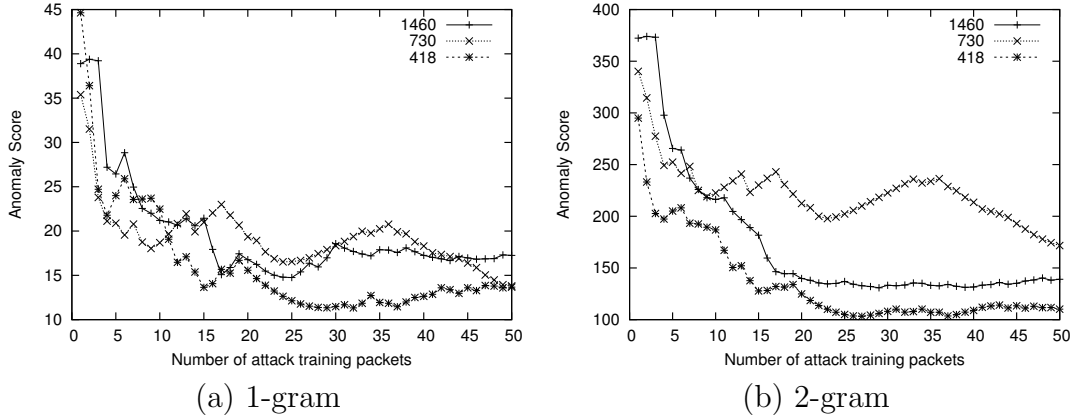 45
40
35
30
25
20
15
10
0 5 10 15 20 25 30 35 40 45 50
Anomaly Score
Number of attack training packets
1460
730
418
(a) 1-gram
400
350
300
250
200
150
100
0 5 10 15 20 25 30 35 40 45 50
Anomaly Score
Number of attack training packets
1460
730
418
(b) 2-gram